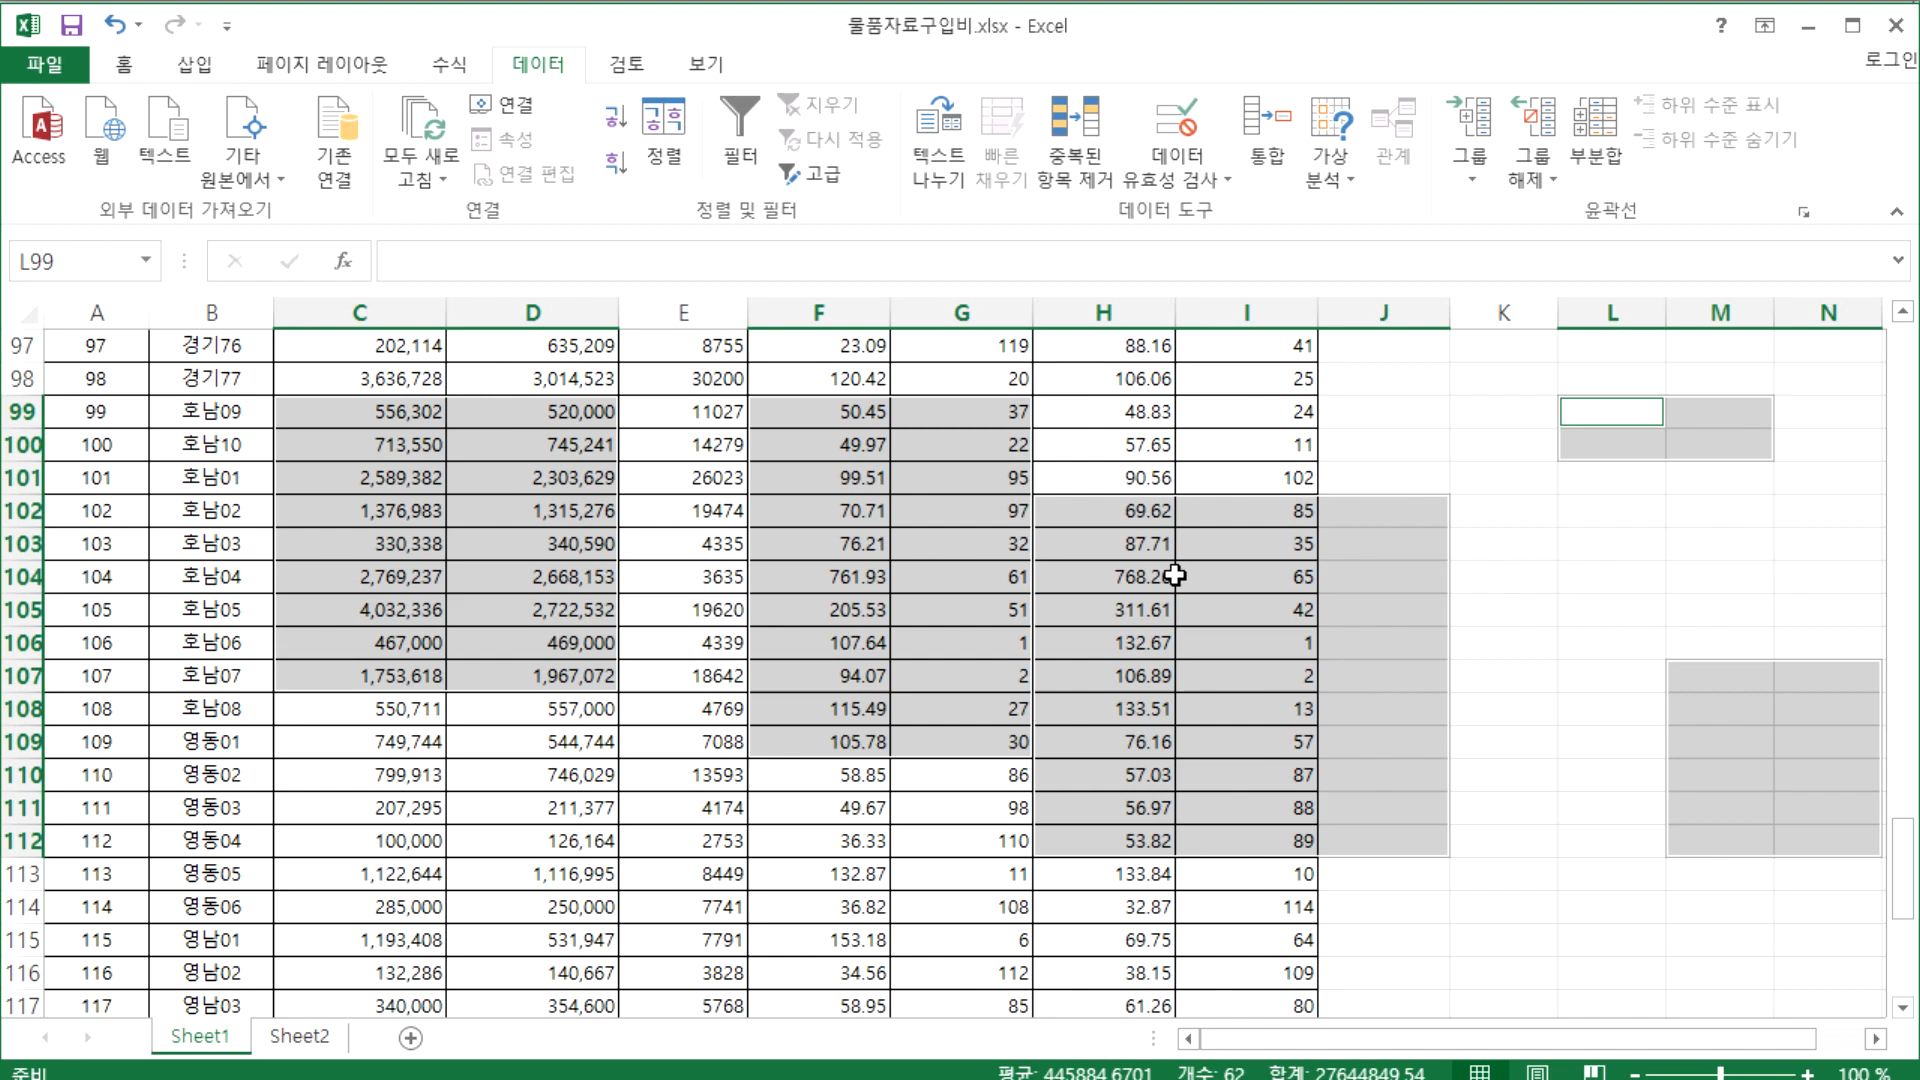 물품자료구입비.xlsx - Excel
?
로그인
파일 홈 삽입 페이지 레이아웃 수식 데이터 검토 보기
Access 웹 텍스트 기타 원본에서 기존 연결
외부 데이터 가져오기
모두 새로 고침 연결 속성 연결 편집
연결
정렬 필터 지우기 다시 적용 고급
정렬 및 필터
텍스트 나누기 빠른 채우기 중복된 항목 제거 데이터 유효성 검사 통합 가상 분석 관계
데이터 도구
그룹 그룹 해제 부분합 하위 수준 표시 하위 수준 숨기기
윤곽선
L99 fx
A B C D E F G H I J K L M N
97 97 경기76 202,114 635,209 8755 23.09 119 88.16 41
98 98 경기77 3,636,728 3,014,523 30200 120.42 20 106.06 25
99 99 호남09 556,302 520,000 11027 50.45 37 48.83 24
100 100 호남10 713,550 745,241 14279 49.97 22 57.65 11
101 101 호남01 2,589,382 2,303,629 26023 99.51 95 90.56 102
102 102 호남02 1,376,983 1,315,276 19474 70.71 97 69.62 85
103 103 호남03 330,338 340,590 4335 76.21 32 87.71 35
104 104 호남04 2,769,237 2,668,153 3635 761.93 61 65
105 105 호남05 4,032,336 2,722,532 19620 205.53 51 311.61 42
106 106 호남06 467,000 469,000 4339 107.64 1 132.67 1
107 107 호남07 1,753,618 1,967,072 18642 94.07 2 106.89 2
108 108 호남08 550,711 557,000 4769 115.49 27 133.51 13
109 109 영동01 749,744 544,744 7088 105.78 30 76.16 57
110 110 영동02 799,913 746,029 13593 58.85 86 57.03 87
111 111 영동03 207,295 211,377 4174 49.67 98 56.97 88
112 112 영동04 100,000 126,164 2753 36.33 110 53.82 89
113 113 영동05 1,122,644 1,116,995 8449 132.87 11 133.84 10
114 114 영동06 285,000 250,000 7741 36.82 108 32.87 114
115 115 영남01 1,193,408 531,947 7791 153.18 6 69.75 64
116 116 영남02 132,286 140,667 3828 34.56 112 38.15 109
117 117 영남03 340,000 354,600 5768 58.95 85 61.26 80
Sheet1 Sheet2
준비 평균: 445884.6701 개수: 62 합계: 27644849.54 100 %